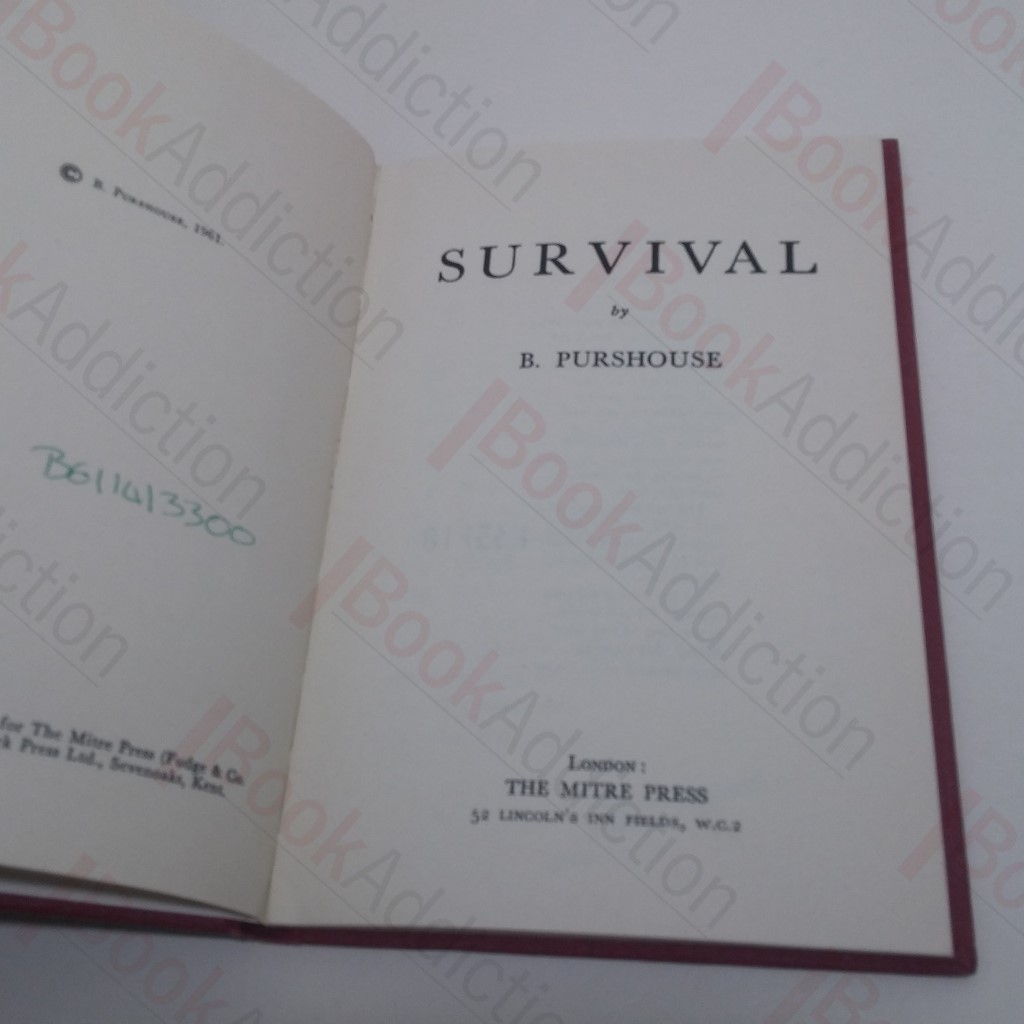 © B. PURSHOUSE, 1961.
B611413300
for The Mitre Press (Fudge & Co.
Press Ltd., Sevenoaks, Kent.
SURVIVAL
by
B. PURSHOUSE
LONDON:
THE MITRE PRESS
52 LINCOLN'S INN FIELDS, W.C.2
BookAddiction